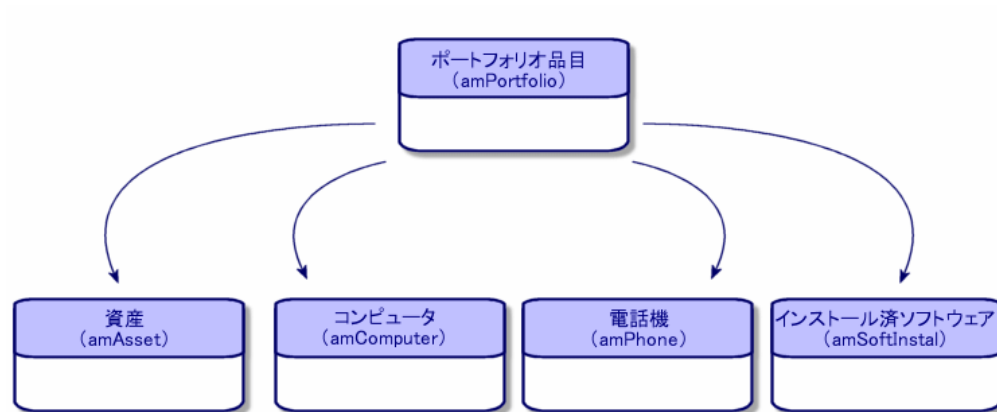 ポートフォリオ品目
(amPortfolio)
資産
(amAsset)
コンピュータ
(amComputer)
電話機
(amPhone)
インストール済ソフトウェア
(amSoftInstal)